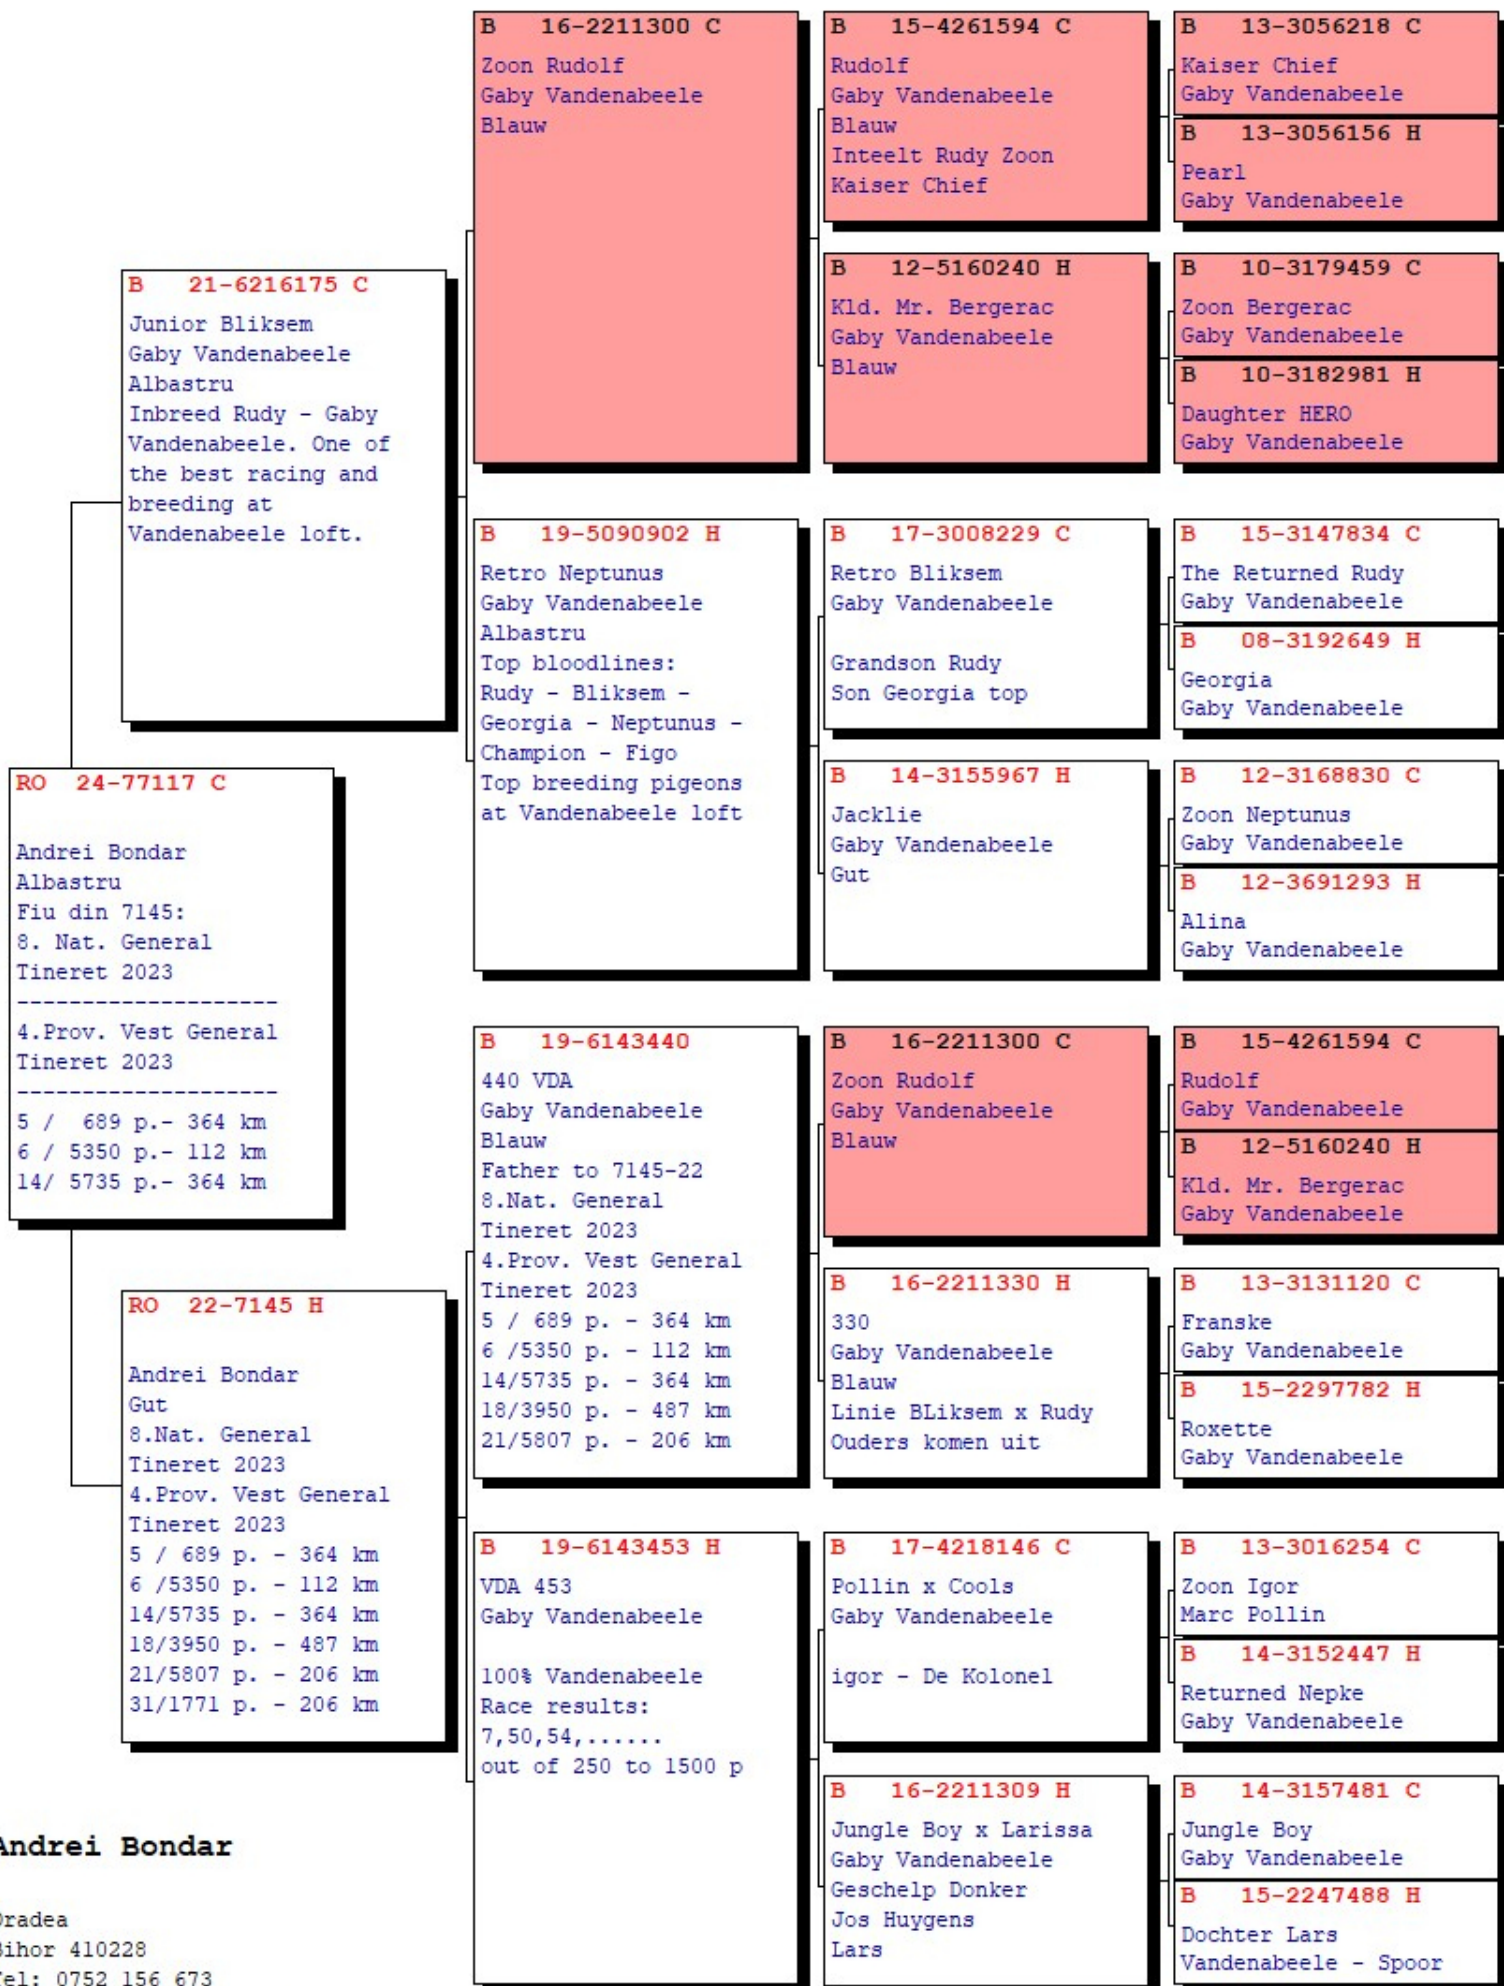 RO 24-77117 C
Andrei Bondar
Albastru
Fiu din 7145:
8. Nat. General
Tineret 2023
--------------------
4.Prov. Vest General
Tineret 2023
--------------------
5 / 689 p.- 364 km
6 / 5350 p.- 112 km
14/ 5735 p.- 364 km
B 21-6216175 C
Junior Bliksem
Gaby Vandenabeele
Albastru
Inbreed Rudy - Gaby
Vandenabeele. One of
the best racing and
breeding at
Vandenabeele loft.
RO 22-7145 H
Andrei Bondar
Gut
8.Nat. General
Tineret 2023
4.Prov. Vest General
Tineret 2023
5 / 689 p. - 364 km
6 /5350 p. - 112 km
14/5735 p. - 364 km
18/3950 p. - 487 km
21/5807 p. - 206 km
31/1771 p. - 206 km
B 16-2211300 C
Zoon Rudolf
Gaby Vandenabeele
Blauw
B 19-5090902 H
Retro Neptunus
Gaby Vandenabeele
Albastru
Top bloodlines:
Rudy - Bliksem -
Georgia - Neptunus -
Champion - Figo
Top breeding pigeons
at Vandenabeele loft
B 19-6143440
440 VDA
Gaby Vandenabeele
Blauw
Father to 7145-22
8.Nat. General
Tineret 2023
4.Prov. Vest General
Tineret 2023
5 / 689 p. - 364 km
6 /5350 p. - 112 km
14/5735 p. - 364 km
18/3950 p. - 487 km
21/5807 p. - 206 km
B 19-6143453 H
VDA 453
Gaby Vandenabeele
100% Vandenabeele
Race results:
7,50,54,......
out of 250 to 1500 p
B 15-4261594 C
Rudolf
Gaby Vandenabeele
Blauw
Inteelt Rudy Zoon
Kaiser Chief
B 12-5160240 H
Kld. Mr. Bergerac
Gaby Vandenabeele
Blauw
B 17-3008229 C
Retro Bliksem
Gaby Vandenabeele
Grandson Rudy
Son Georgia top
B 14-3155967 H
Jacklie
Gaby Vandenabeele
Gut
B 16-2211300 C
Zoon Rudolf
Gaby Vandenabeele
Blauw
B 16-2211330 H
330
Gaby Vandenabeele
Blauw
Linie BLiksem x Rudy
Ouders komen uit
B 17-4218146 C
Pollin x Cools
Gaby Vandenabeele
igor - De Kolonel
B 16-2211309 H
Jungle Boy x Larissa
Gaby Vandenabeele
Geschelp Donker
Jos Huygens
Lars
B 13-3056218 C
Kaiser Chief
Gaby Vandenabeele
B 13-3056156 H
Pearl
Gaby Vandenabeele
B 10-3179459 C
Zoon Bergerac
Gaby Vandenabeele
B 10-3182981 H
Daughter HERO
Gaby Vandenabeele
B 15-3147834 C
The Returned Rudy
Gaby Vandenabeele
B 08-3192649 H
Georgia
Gaby Vandenabeele
B 12-3168830 C
Zoon Neptunus
Gaby Vandenabeele
B 12-3691293 H
Alina
Gaby Vandenabeele
B 15-4261594 C
Rudolf
Gaby Vandenabeele
B 12-5160240 H
Kld. Mr. Bergerac
Gaby Vandenabeele
B 13-3131120 C
Franske
Gaby Vandenabeele
B 15-2297782 H
Roxette
Gaby Vandenabeele
B 13-3016254 C
Zoon Igor
Marc Pollin
B 14-3152447 H
Returned Nepke
Gaby Vandenabeele
B 14-3157481 C
Jungle Boy
Gaby Vandenabeele
B 15-2247488 H
Dochter Lars
Vandenabeele - Spoor
Andrei Bondar
Oradea
Bihor 410228
Tel: 0752 156 673